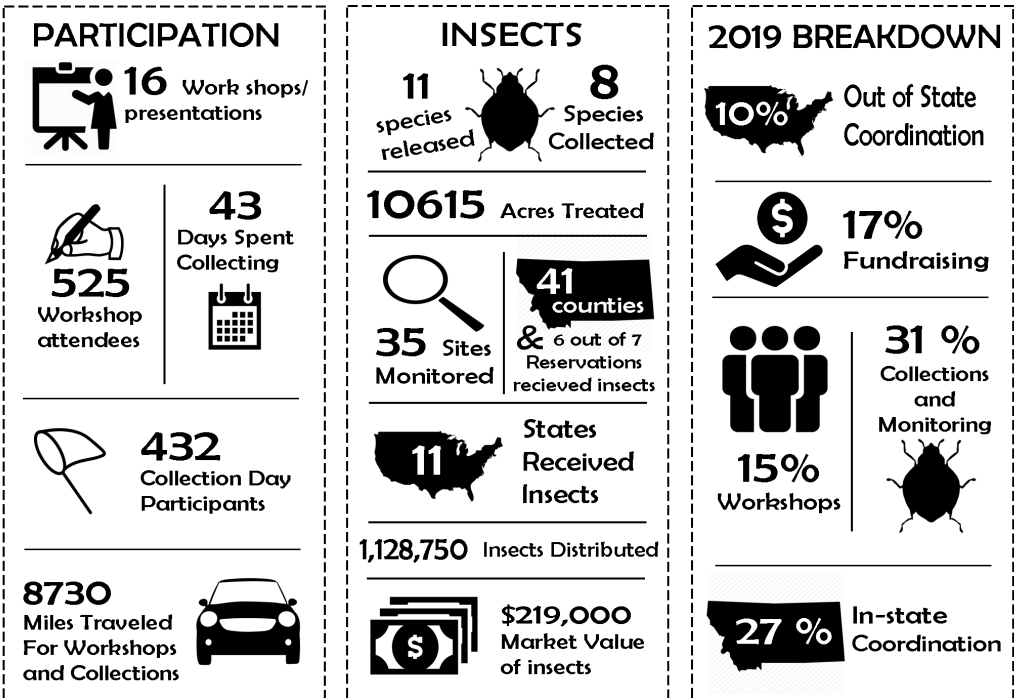 PARTICIPATION
16 Work shops/
presentations
525
Workshop
attendees
43
Days Spent
Collecting
432
Collection Day
Participants
8730
Miles Traveled
For Workshops
and Collections
INSECTS
11
species
released
8
Species
Collected
10615 Acres Treated
35 Sites
Monitored
41
counties
& 6 out of 7
Reservations
recieved insects
11
States
Received
Insects
1,128,750 Insects Distributed
$
$219,000
Market Value
of insects
2019 BREAKDOWN
10%
Out of State
Coordination
$
17%
Fundraising
15%
Workshops
31 %
Collections
and
Monitoring
27 %
In-state
Coordination